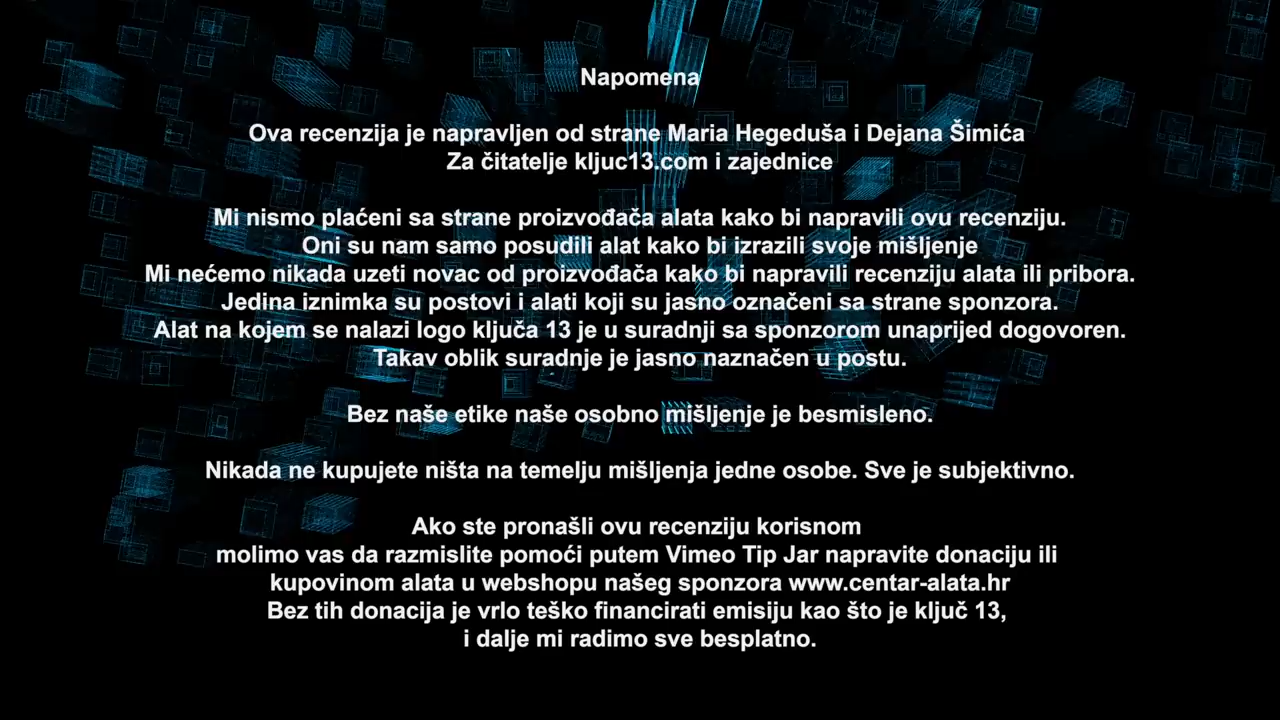 Napomena
Ova recenzija je napravljen od strane Maria Hegeduša i Dejana Šimića
Za čitatelje kljuc13.com i zajednice
Mi nismo plaćeni sa strane proizvođača alata kako bi napravili ovu recenziju.
Oni su nam samo posudili alat kako bi izrazili svoje mišljenje
Mi nećemo nikada uzeti novac od proizvođača kako bi napravili recenziju alata ili pribora.
Jedina iznimka su postovi i alati koji su jasno označeni sa strane sponzora.
Alat na kojem se nalazi logo ključa 13 je u suradnji sa sponzorom unaprijed dogovoren.
Takav oblik suradnje je jasno naznačen u postu.
Bez naše etike naše osobno mišljenje je besmisleno.
Nikada ne kupujete ništa na temelju mišljenja jedne osobe. Sve je subjektivno.
Ako ste pronašli ovu recenziju korisnom
molimo vas da razmislite pomoći putem Vimeo Tip Jar napravite donaciju ili
kupovinom alata u webshopu našeg sponzora www.centar-alata.hr
Bez tih donacija je vrlo teško financirati emisiju kao što je ključ 13,
i dalje mi radimo sve besplatno.